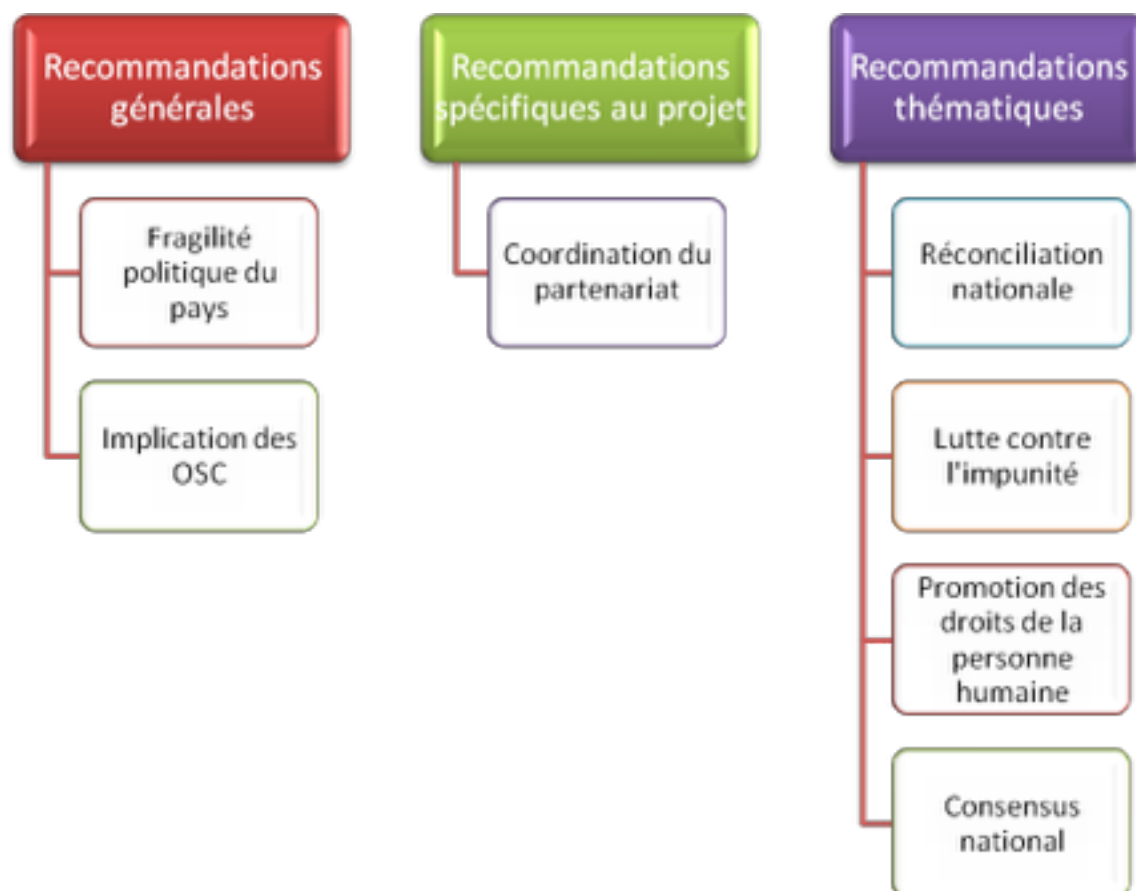 Recommandations
générales
Fragilité
politique du
pays
Implication des
OSC
Recommandations
spécifiques au projet
Coordination du
partenariat
Recommandations
thématiques
Réconciliation
nationale
Lutte contre
l'impunité
Promotion des
droits de la
personne
humaine
Consensus
national